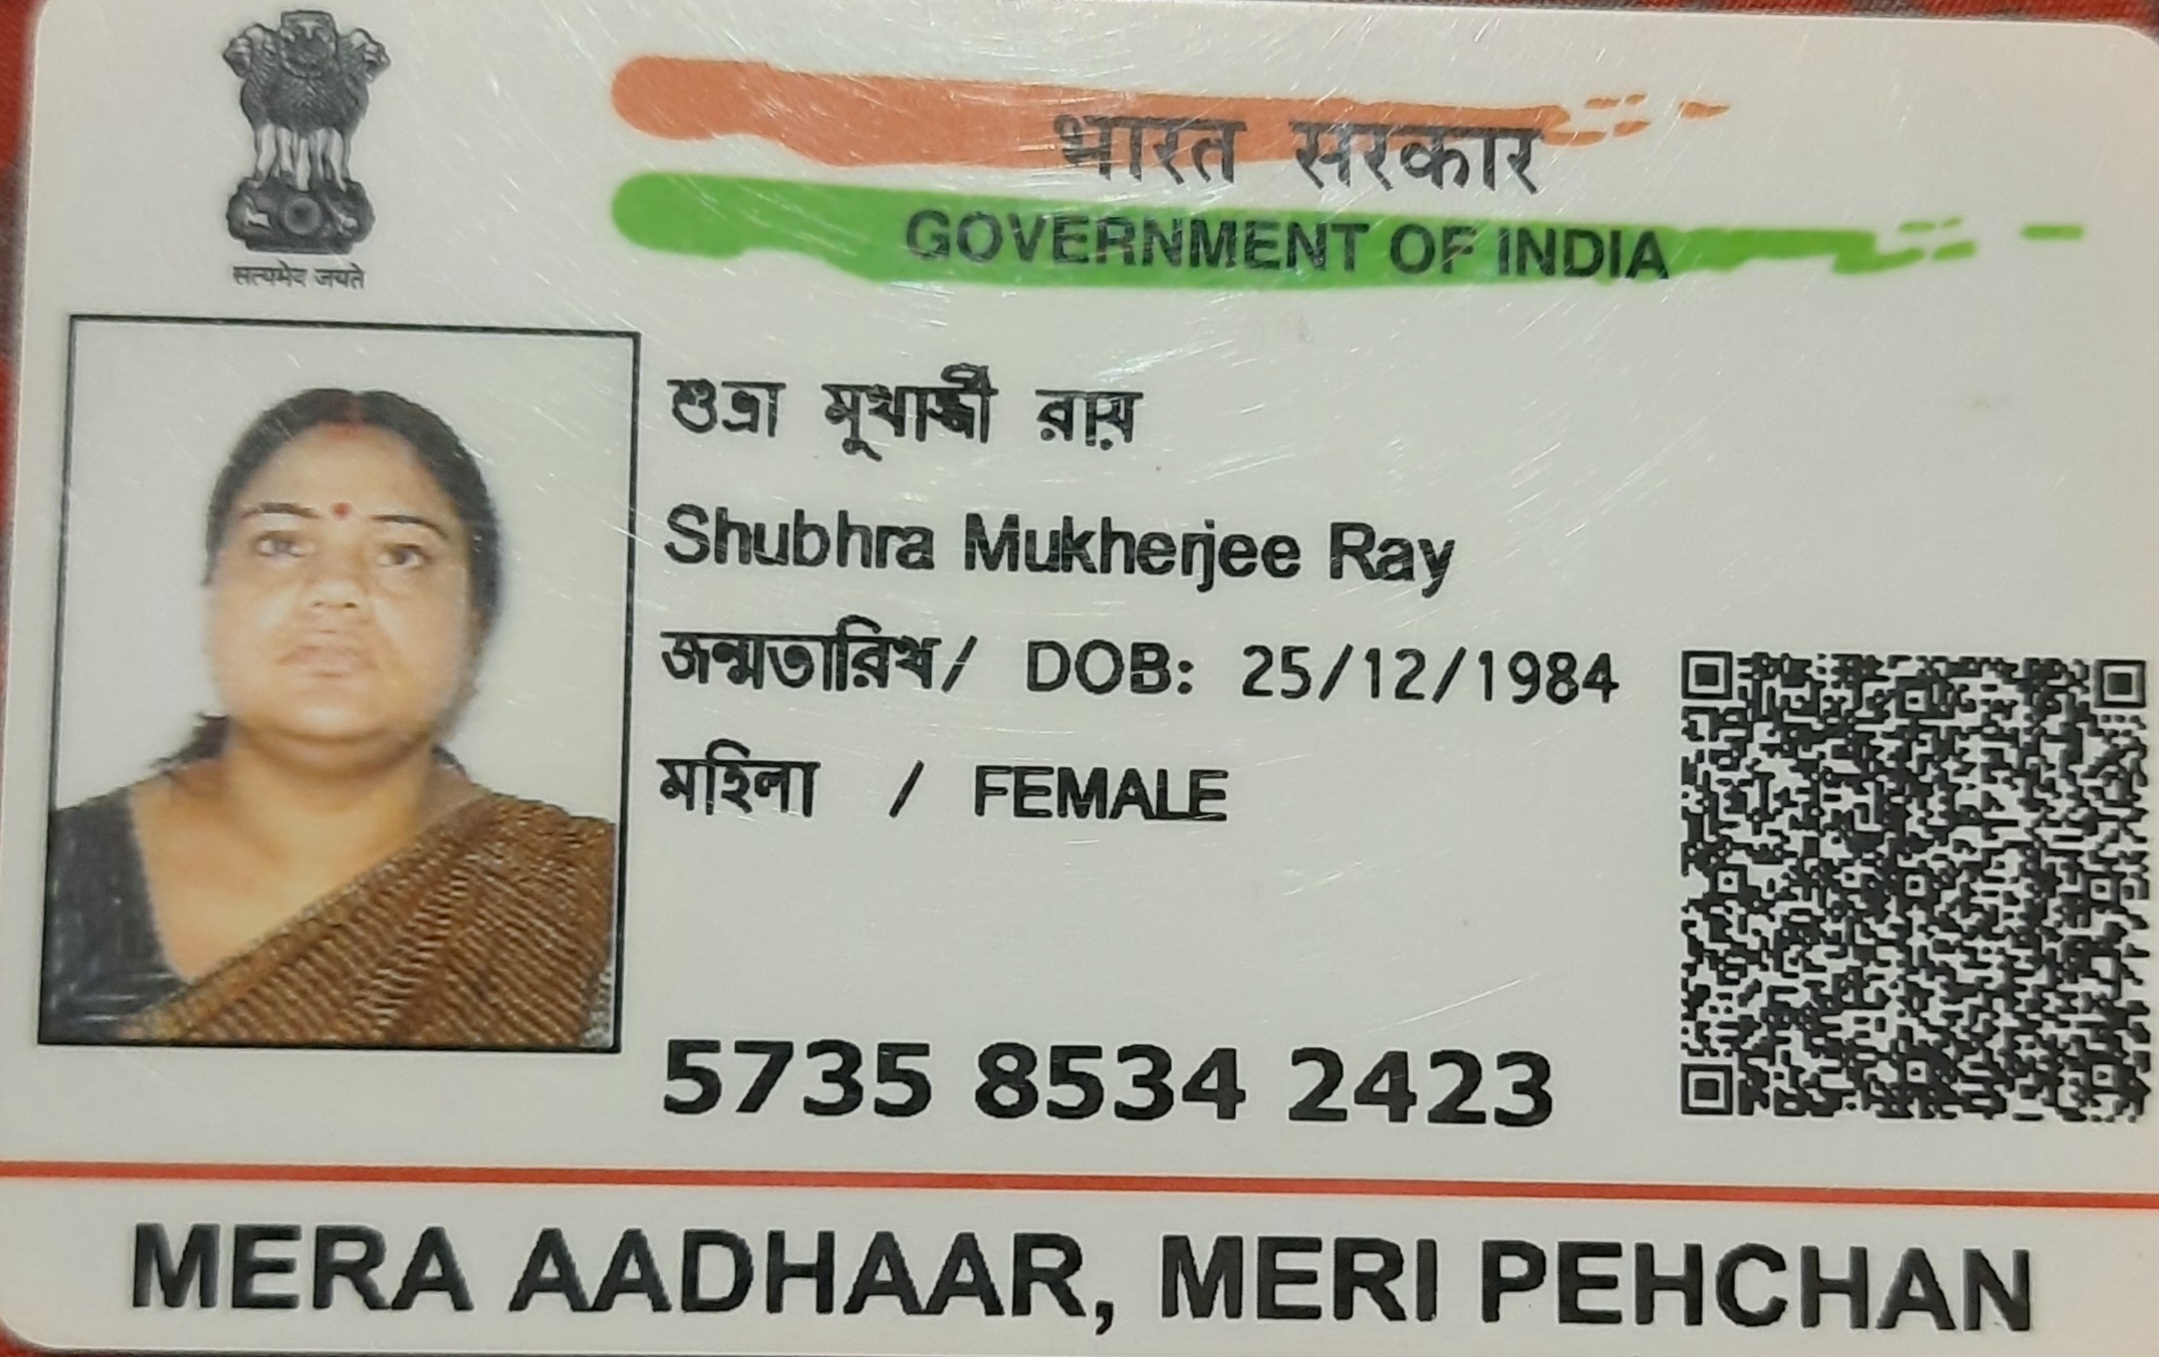 सत्यमेव जयते
भारत सरकार
GOVERNMENT OF INDIA
শুভ্রা মুখার্জ্জী রায়
Shubhra Mukherjee Ray
জন্মতারিখ/ DOB: 25/12/1984
মহিলা / FEMALE
5735 8534 2423
MERA AADHAAR, MERI PEHCHAN